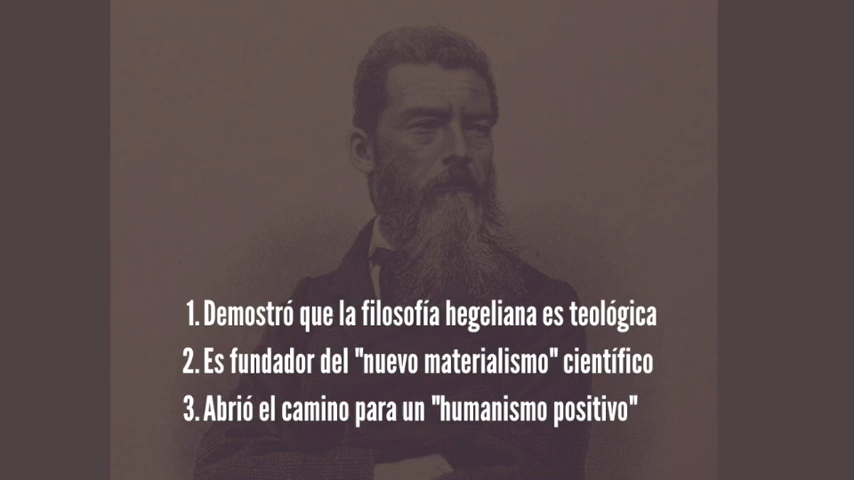 1. Demostró que la filosofía hegeliana es teológica
2. Es fundador del "nuevo materialismo" científico
3. Abrió el camino para un "humanismo positivo"